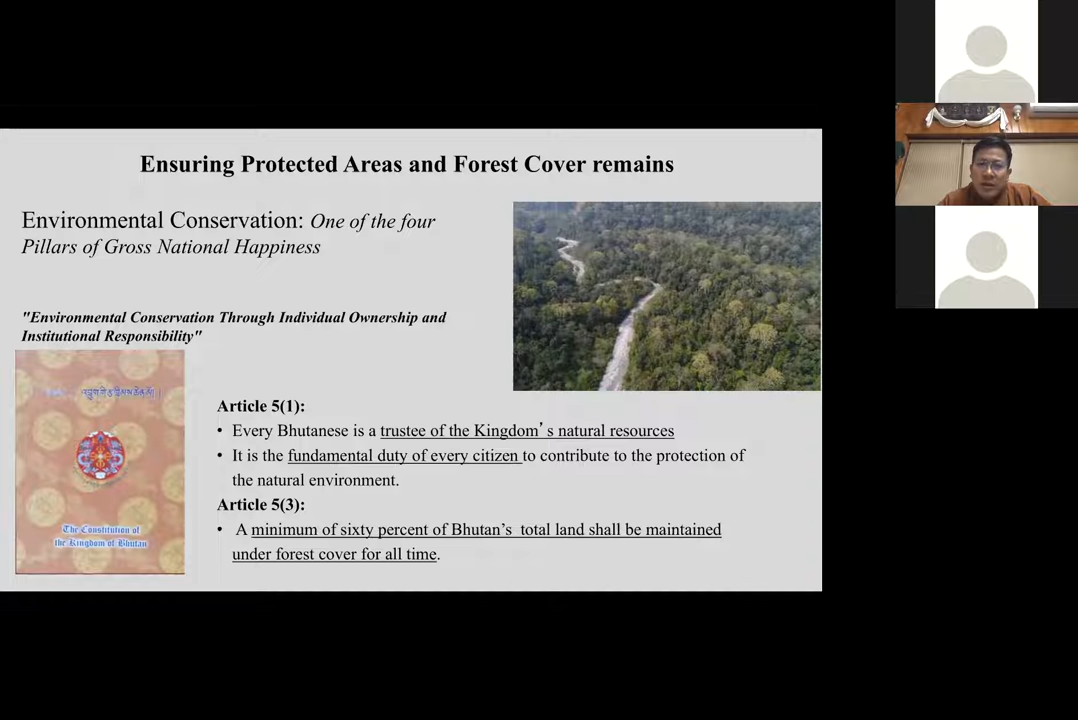 Ensuring Protected Areas and Forest Cover remains
Environmental Conservation: One of the four
Pillars of Gross National Happiness
"Environmental Conservation Through Individual Ownership and
Institutional Responsibility"
The Constitution of
the Kingdom of Bhutan
Article 5(1):
• Every Bhutanese is a trustee of the Kingdom's natural resources
• It is the fundamental duty of every citizen to contribute to the protection of
the natural environment.
Article 5(3):
• A minimum of sixty percent of Bhutan's total land shall be maintained
under forest cover for all time.